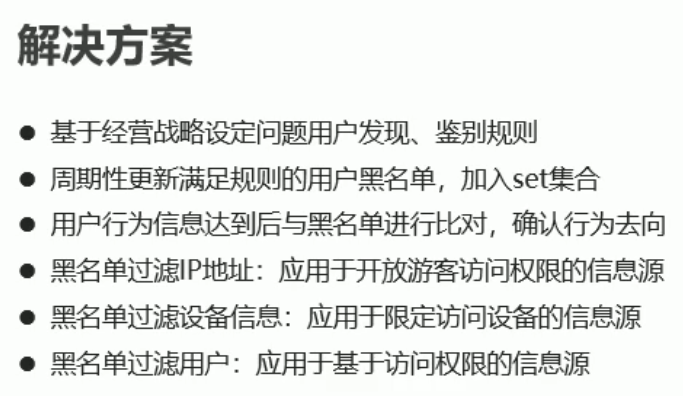 解决方案
● 基于经营战略设定问题用户发现、鉴别规则
● 周期性更新满足规则的用户黑名单，加入set集合
● 用户行为信息达到后与黑名单进行比对，确认行为去向
● 黑名单过滤IP地址：应用于开放游客访问权限的信息源
● 黑名单过滤设备信息：应用于限定访问设备的信息源
● 黑名单过滤用户：应用于基于访问权限的信息源